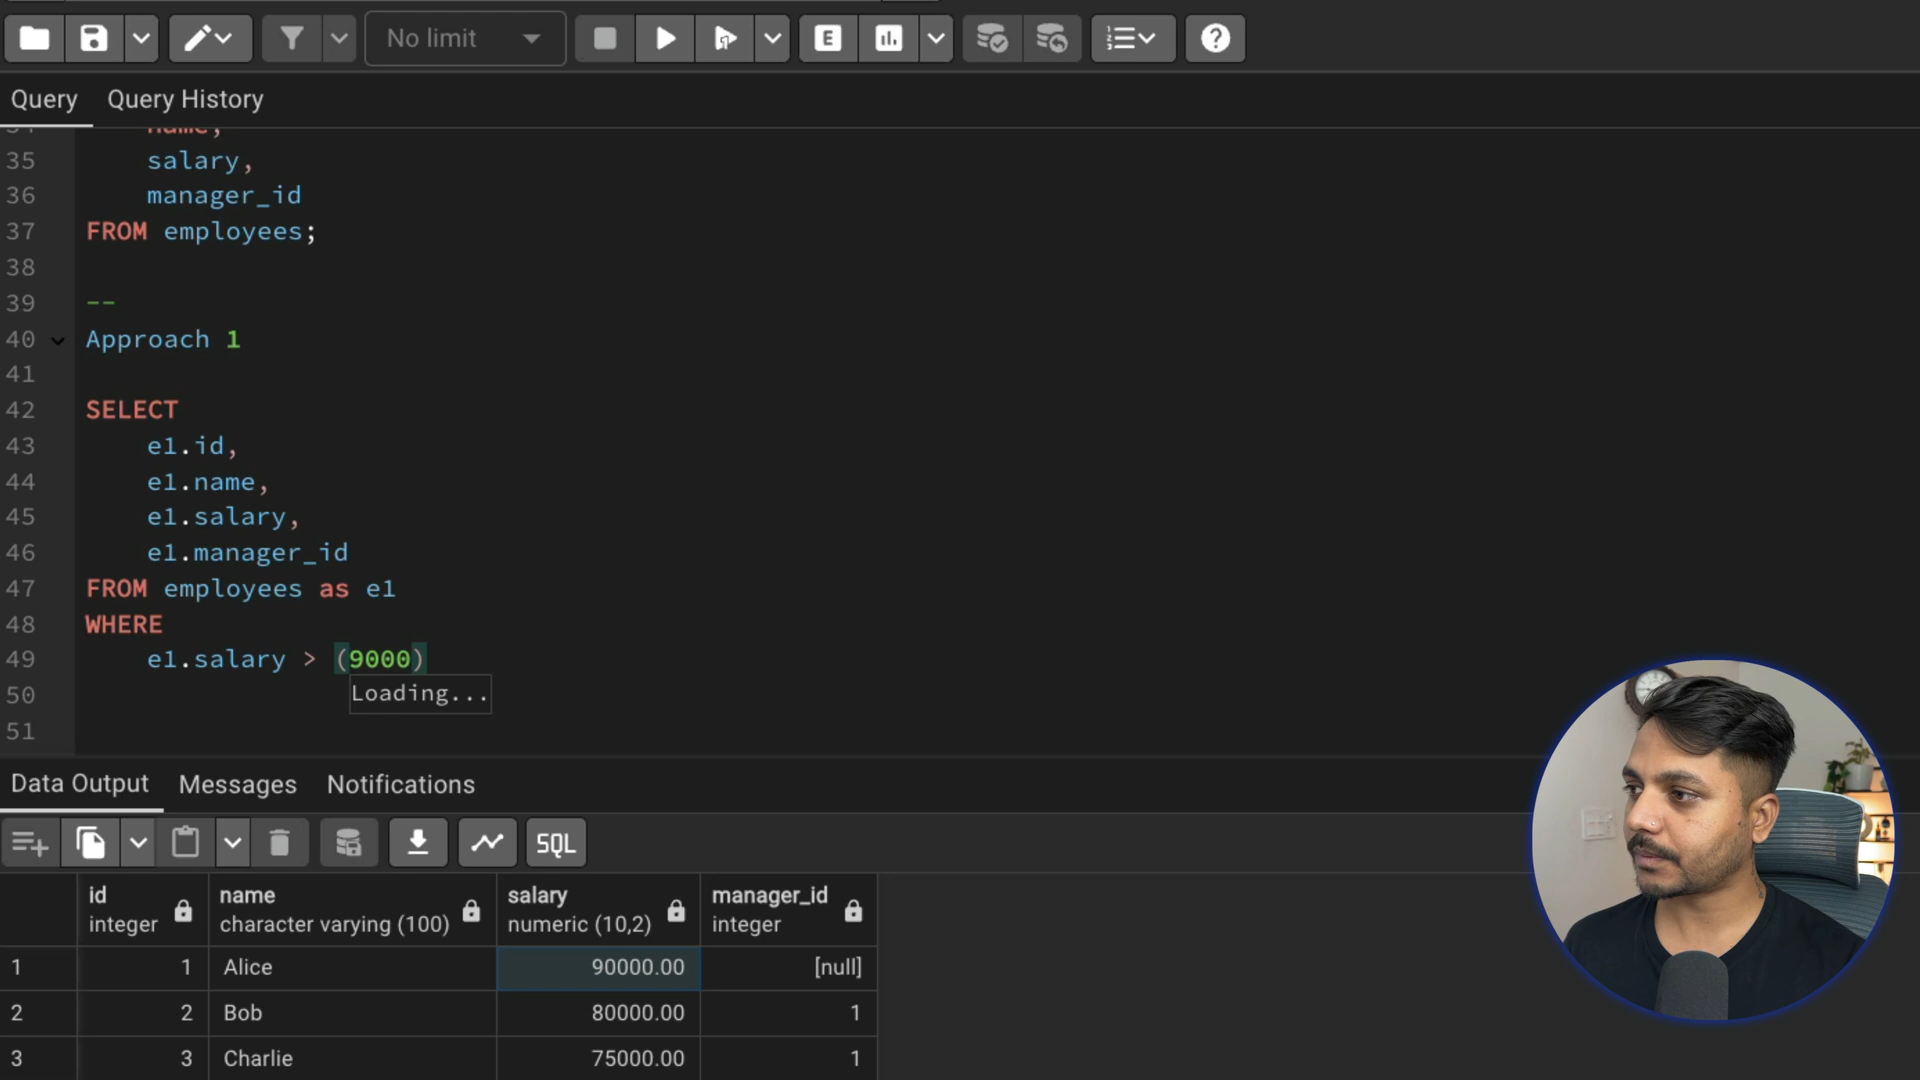 No limit
E
Query Query History
34 name,
35 salary,
36 manager_id
37 FROM employees;
38
39 --
40 Approach 1
41
42 SELECT
43 e1.id,
44 e1.name,
45 e1.salary,
46 e1.manager_id
47 FROM employees as e1
48 WHERE
49 e1.salary > (9000)
50 Loading...
51
Data Output Messages Notifications
SQL
id name salary manager_id
integer character varying (100) numeric (10,2) integer
1 1 Alice 90000.00 [null]
2 2 Bob 80000.00 1
3 3 Charlie 75000.00 1